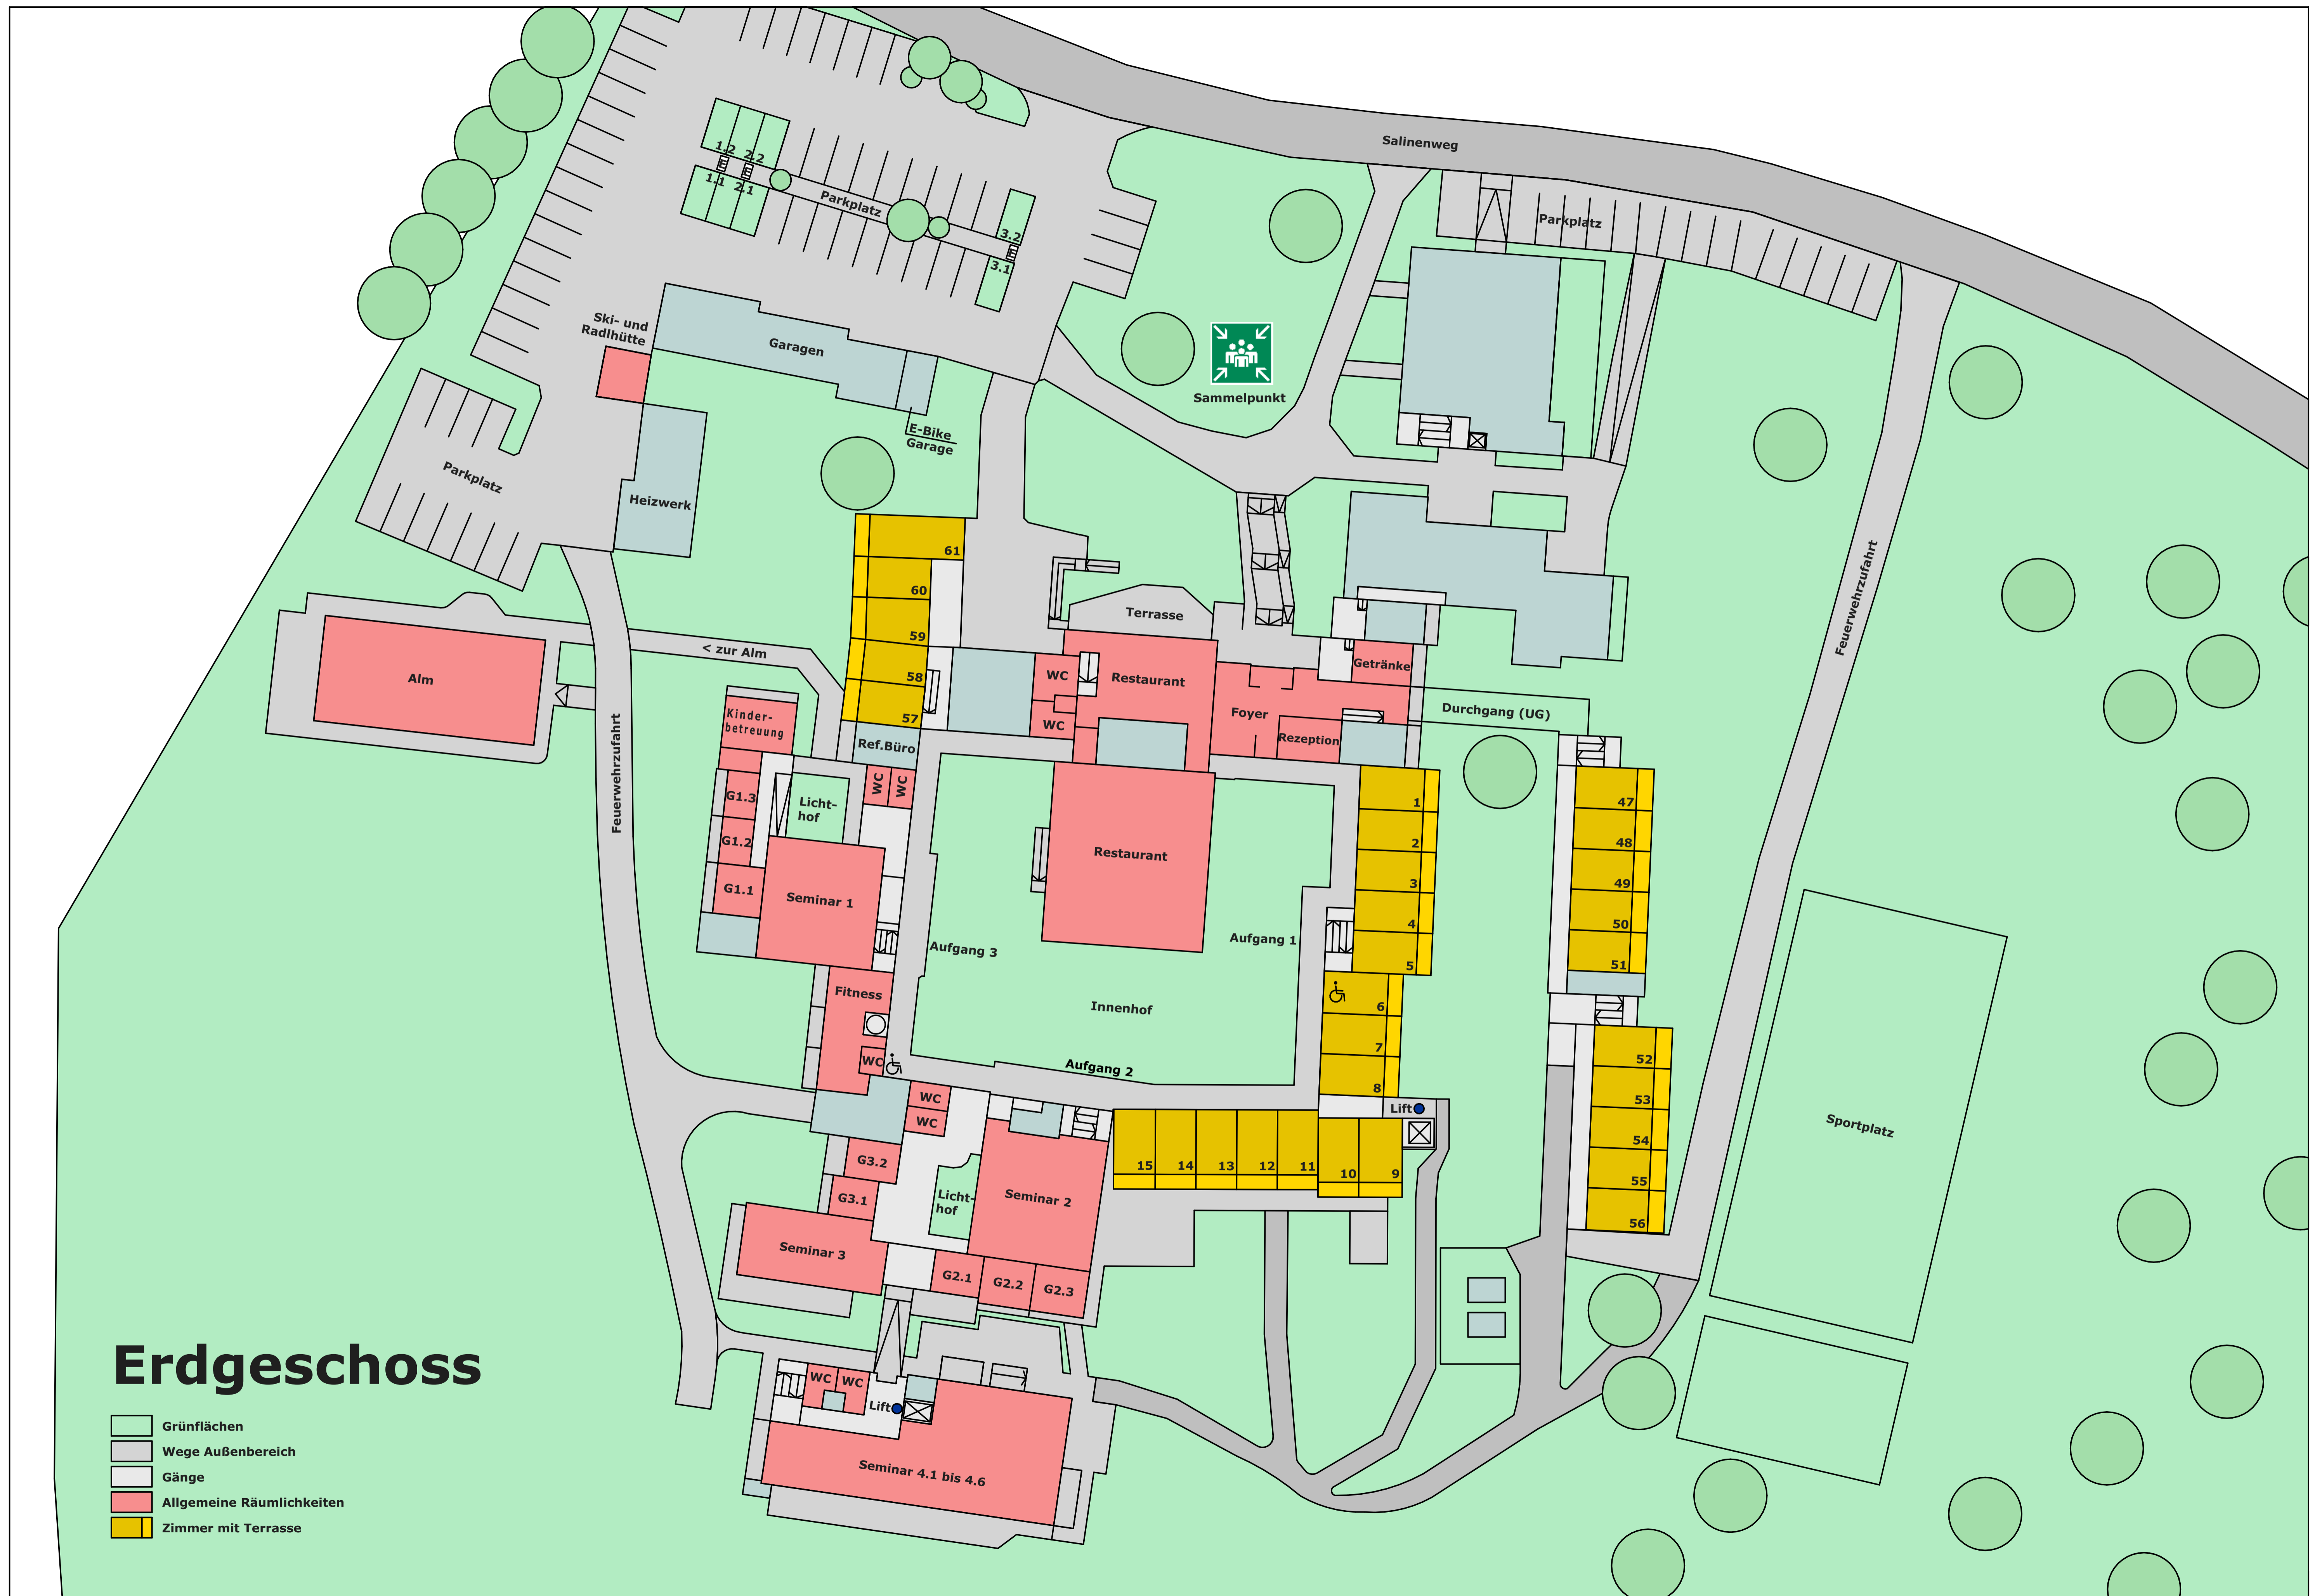 Salinenweg
1.2
2.2
1.1
2.1
Parkplatz
3.2
3.1
Parkplatz
Ski- und
Radlhütte
Garagen
E-Bike
Garage
Sammelpunkt
Parkplatz
Heizwerk
Feuerwehrzufahrt
61
60
59
58
57
Terrasse
< zur Alm
Alm
WC
WC
Restaurant
Getränke
Foyer
Rezeption
Durchgang (UG)
Kinder-
betreuung
Ref.Büro
WC
WC
G1.3
G1.2
G1.1
Licht-
hof
Feuerwehrzufahrt
Seminar 1
Restaurant
1
2
3
4
5
6
7
8
47
48
49
50
51
52
53
54
55
56
Aufgang 3
Aufgang 1
Innenhof
Aufgang 2
Fitness
WC
WC
WC
Lift
15
14
13
12
11
10
9
G3.2
G3.1
Licht-
hof
Seminar 2
Seminar 3
G2.1
G2.2
G2.3
Sportplatz
WC
WC
Lift
Seminar 4.1 bis 4.6
Erdgeschoss
Grünflächen
Wege Außenbereich
Gänge
Allgemeine Räumlichkeiten
Zimmer mit Terrasse